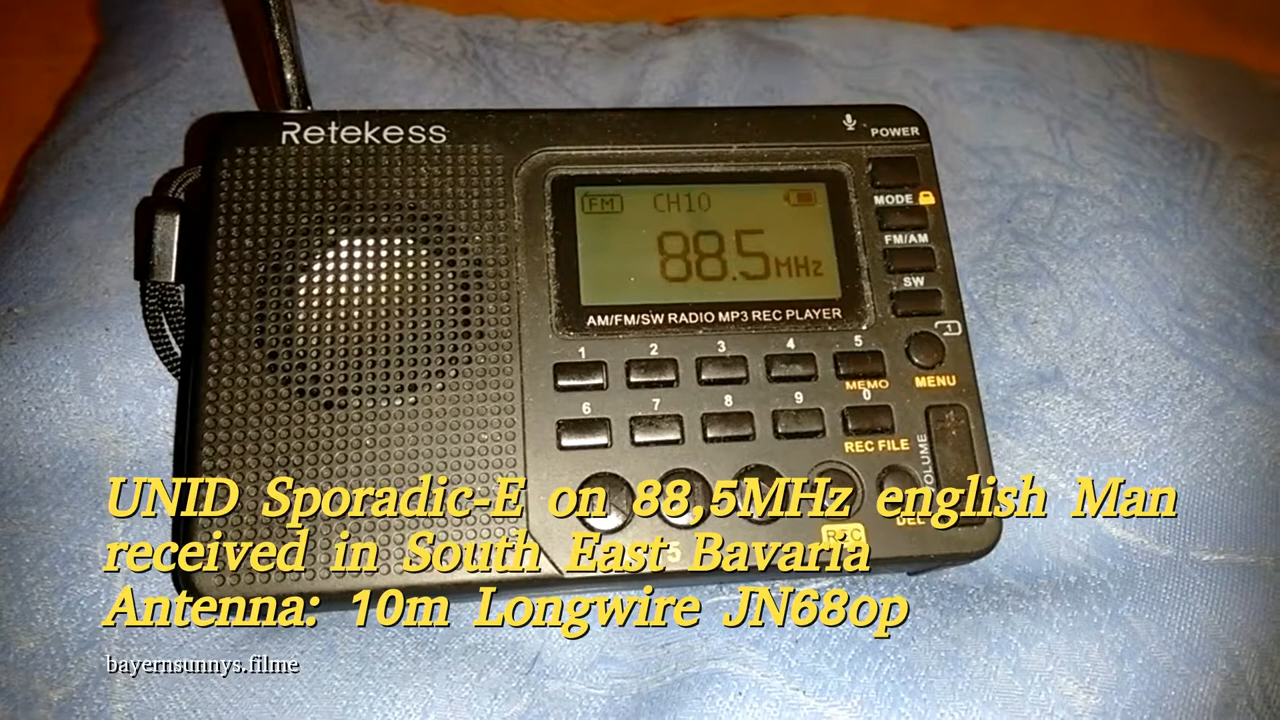 Retekess
POWER
FM CH10
MODE
88.5MHz
FM/AM
SW
AM/FM/SW RADIO MP3 REC PLAYER
1 2 3 4 5
MEMO
MENU
6 7 8 9 0
REC FILE
VOLUME
DEL
REC
UNID Sporadic-E on 88,5MHz english Man
received in South East Bavaria
Antenna: 10m Longwire JN68op
bayernsunnys.filme